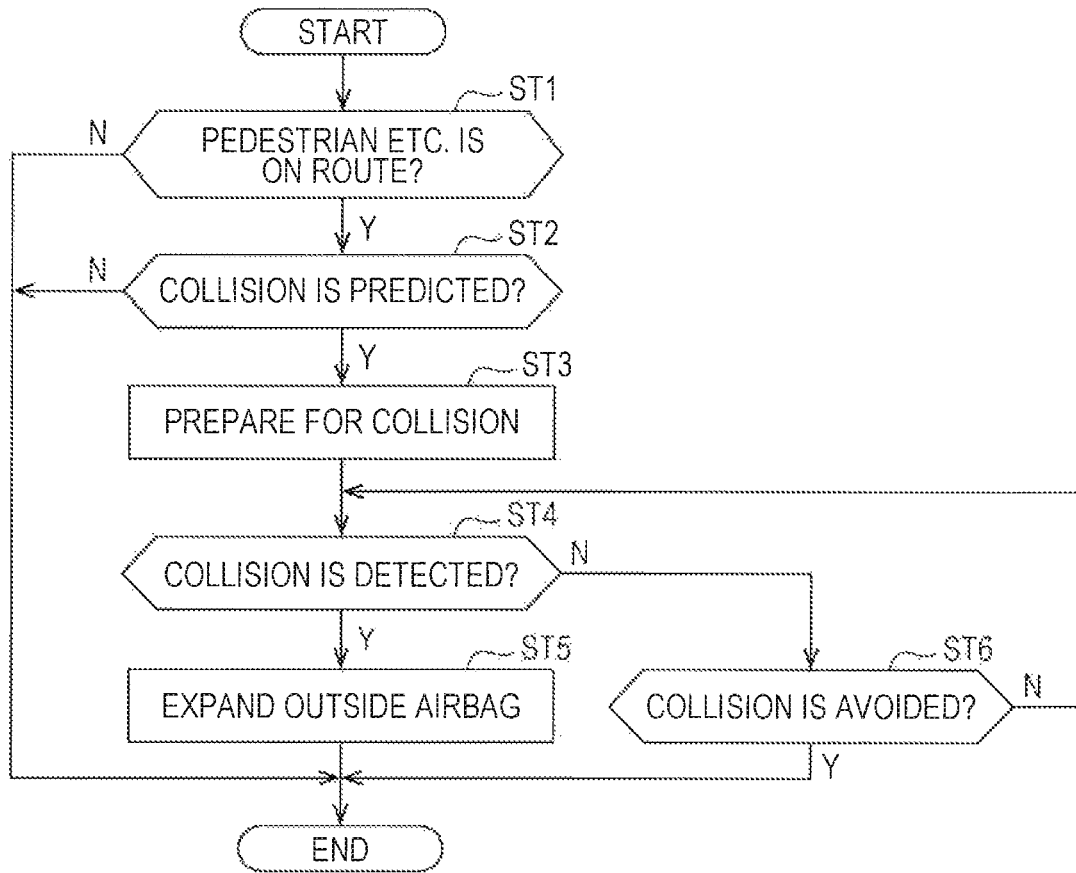 START
ST1
N
PEDESTRIAN ETC. IS
ON ROUTE?
Y
ST2
N
COLLISION IS PREDICTED?
Y
ST3
PREPARE FOR COLLISION
ST4
N
COLLISION IS DETECTED?
Y
ST5
ST6
EXPAND OUTSIDE AIRBAG
COLLISION IS AVOIDED?
N
Y
END